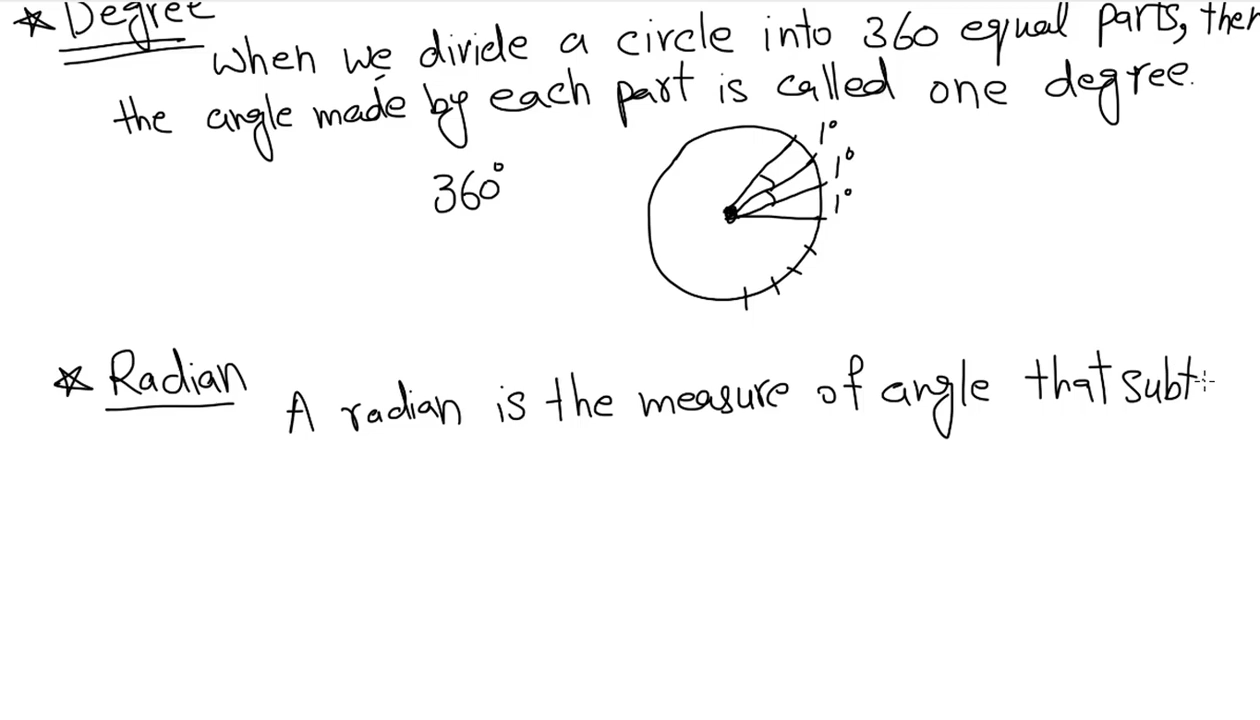 * Degree
When we divide a circle into 360 equal parts, then
the angle made by each part is called one degree.
1°
1°
360°
1°
* Radian A radian is the measure of angle that subt